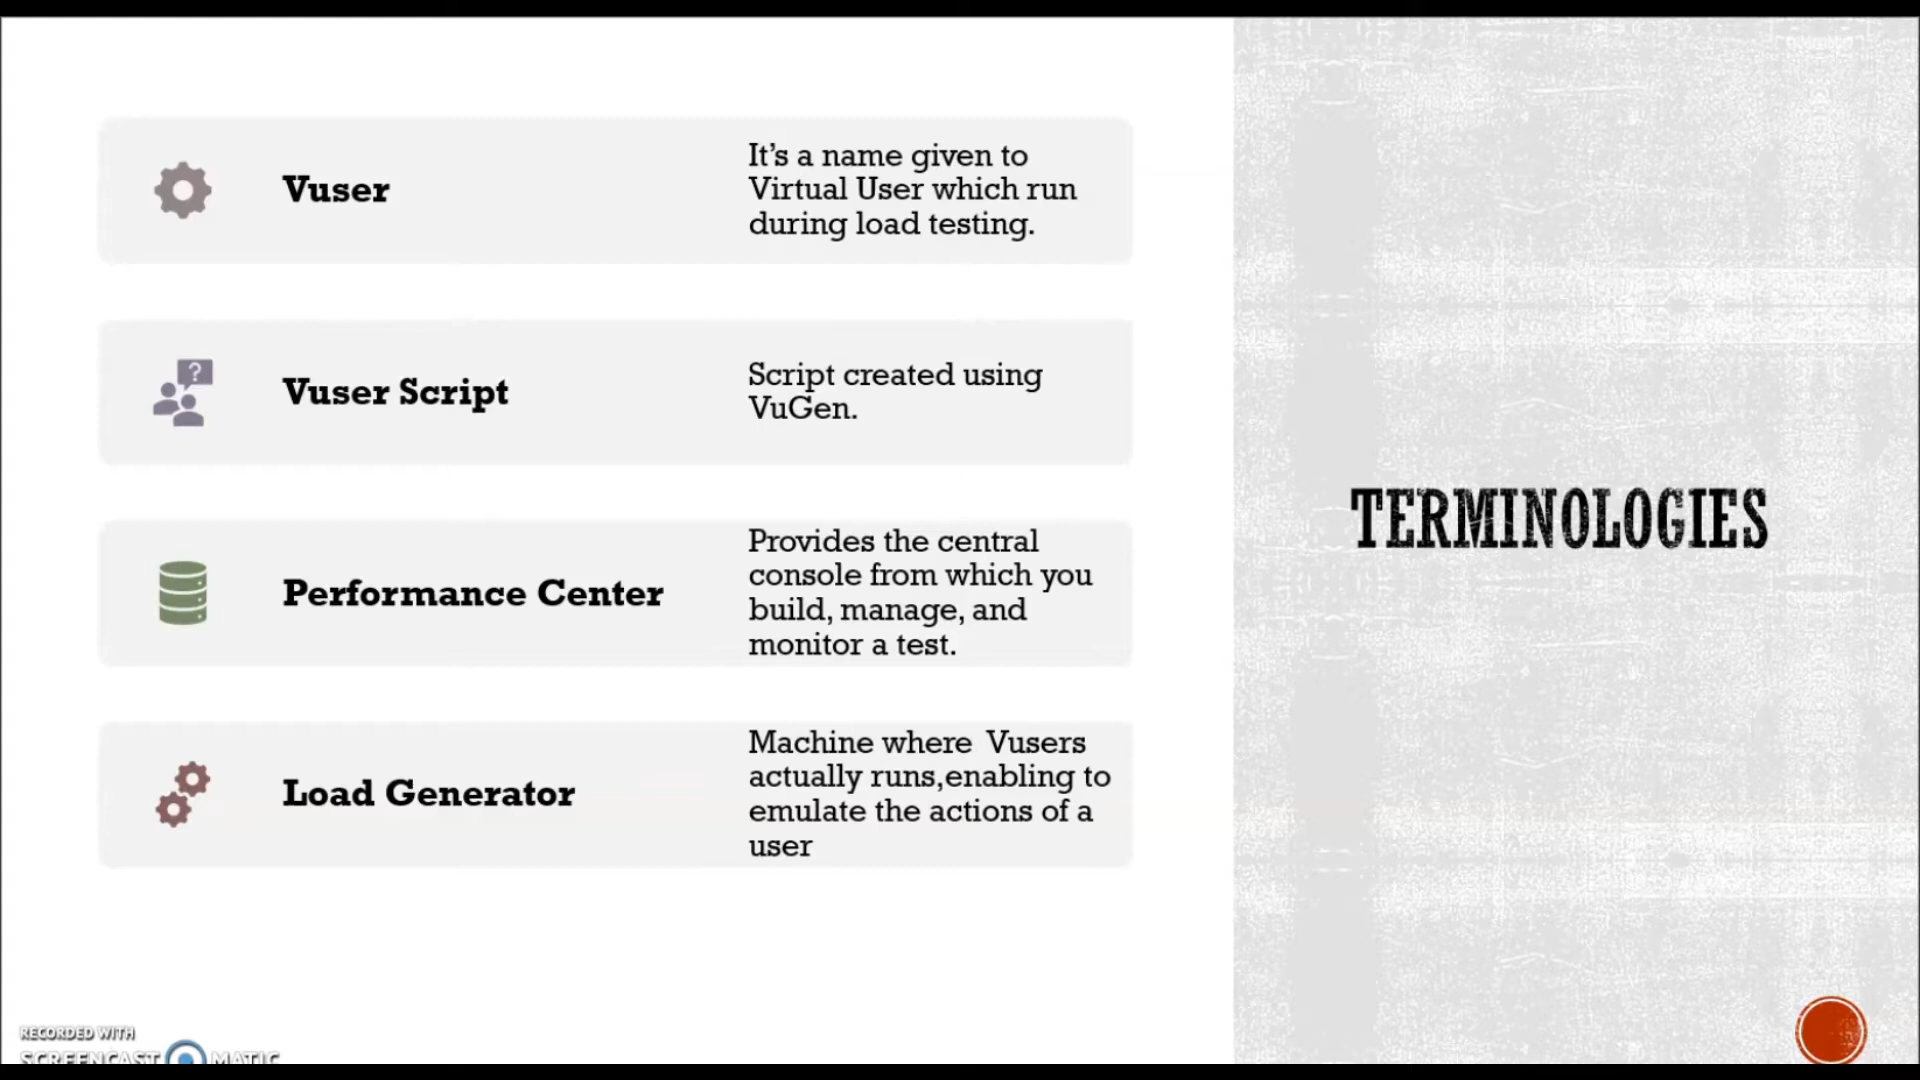 Vuser
It’s a name given to
Virtual User which run
during load testing.
?
Vuser Script
Script created using
VuGen.
Performance Center
Provides the central
console from which you
build, manage, and
monitor a test.
Load Generator
Machine where  Vusers
actually runs,enabling to
emulate the actions of a
user
TERMINOLOGIES
RECORDED WITH
SCREENCAST MATIC